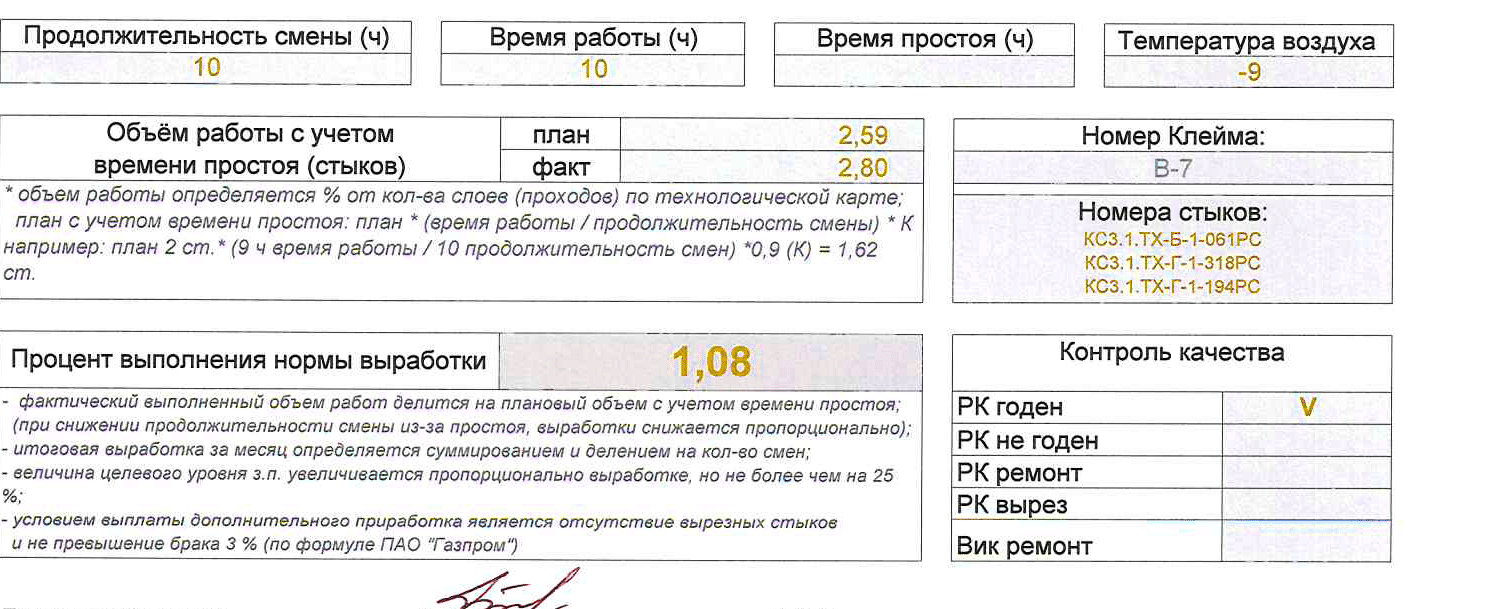 Продолжительность смены (ч)
10
Время работы (ч)
10
Время простоя (ч)
Температура воздуха
-9
Объём работы с учетом
времени простоя (стыков)
план
2,59
факт
2,80
* объем работы определяется % от кол-ва слоев (проходов) по технологической карте;
план с учетом времени простоя: план * (время работы / продолжительность смены) * К
например: план 2 ст.* (9 ч время работы / 10 продолжительность смен) *0,9 (К) = 1,62
ст.
Номер Клейма:
В-7
Номера стыков:
КС3.1.ТХ-Б-1-061РС
КС3.1.ТХ-Г-1-318РС
КС3.1.ТХ-Г-1-194РС
Процент выполнения нормы выработки
1,08
- фактический выполненный объем работ делится на плановый объем с учетом времени простоя;
(при снижении продолжительности смены из-за простоя, выработки снижается пропорционально);
- итоговая выработка за месяц определяется суммированием и делением на кол-во смен;
- величина целевого уровня з.п. увеличивается пропорционально выработке, но не более чем на 25
%;
- условием выплаты дополнительного приработка является отсутствие вырезных стыков
и не превышение брака 3 % (по формуле ПАО "Газпром")
Контроль качества
РК годен
V
РК не годен
РК ремонт
РК вырез
Вик ремонт